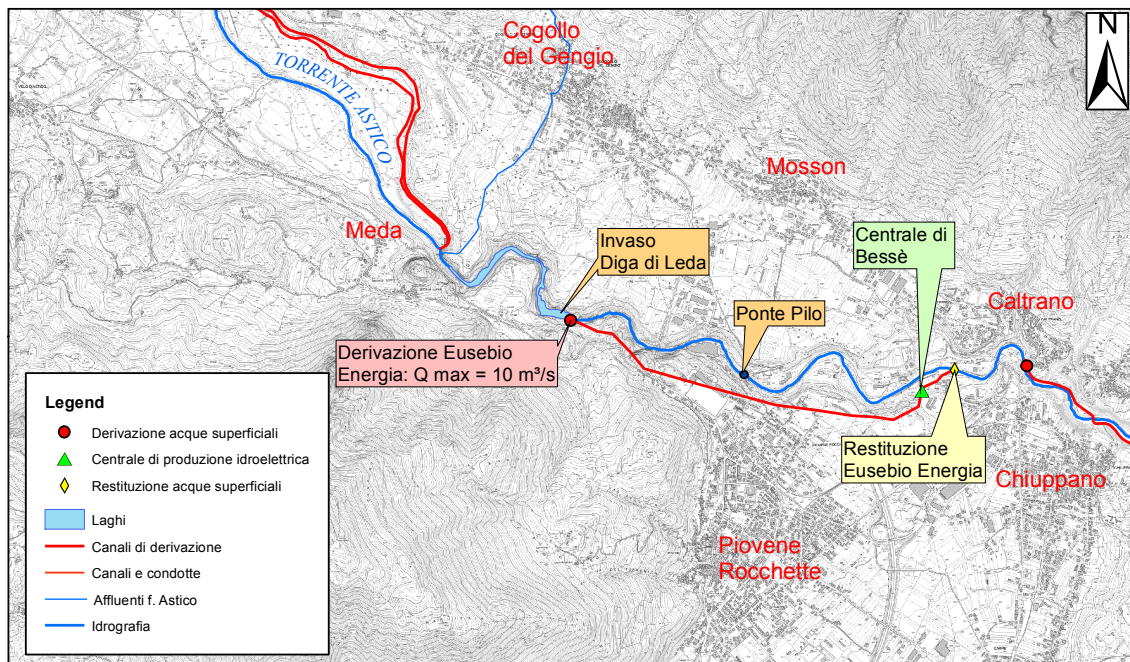 N
Cogollo
del Gengio
TORRENTE ASTICO
Mosson
Meda
Invaso
Diga di Leda
Centrale di
Bessè
Caltrano
Ponte Pilo
Derivazione Eusebio
Energia: Q max = 10 m³/s
Restituzione
Eusebio Energia
Chiuppano
Piovene
Rocchette
Legend
Derivazione acque superficiali
Centrale di produzione idroelettrica
Restituzione acque superficiali
Laghi
Canali di derivazione
Canali e condotte
Affluenti f. Astico
Idrografia